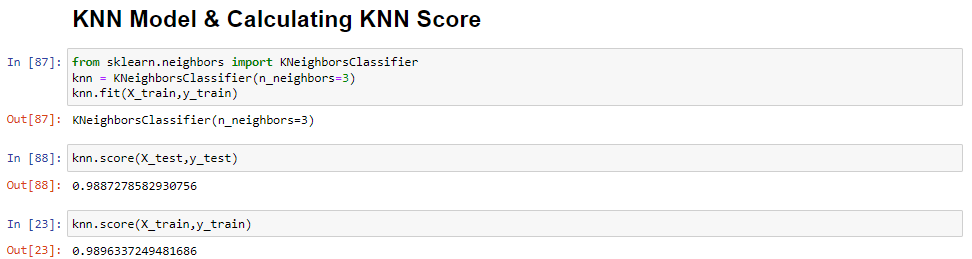 KNN Model & Calculating KNN Score
In [87]: from sklearn.neighbors import KNeighborsClassifier
knn = KNeighborsClassifier(n_neighbors=3)
knn.fit(X_train,y_train)
Out[87]: KNeighborsClassifier(n_neighbors=3)
In [88]: knn.score(X_test,y_test)
Out[88]: 0.9887278582930756
In [23]: knn.score(X_train,y_train)
Out[23]: 0.9896337249481686